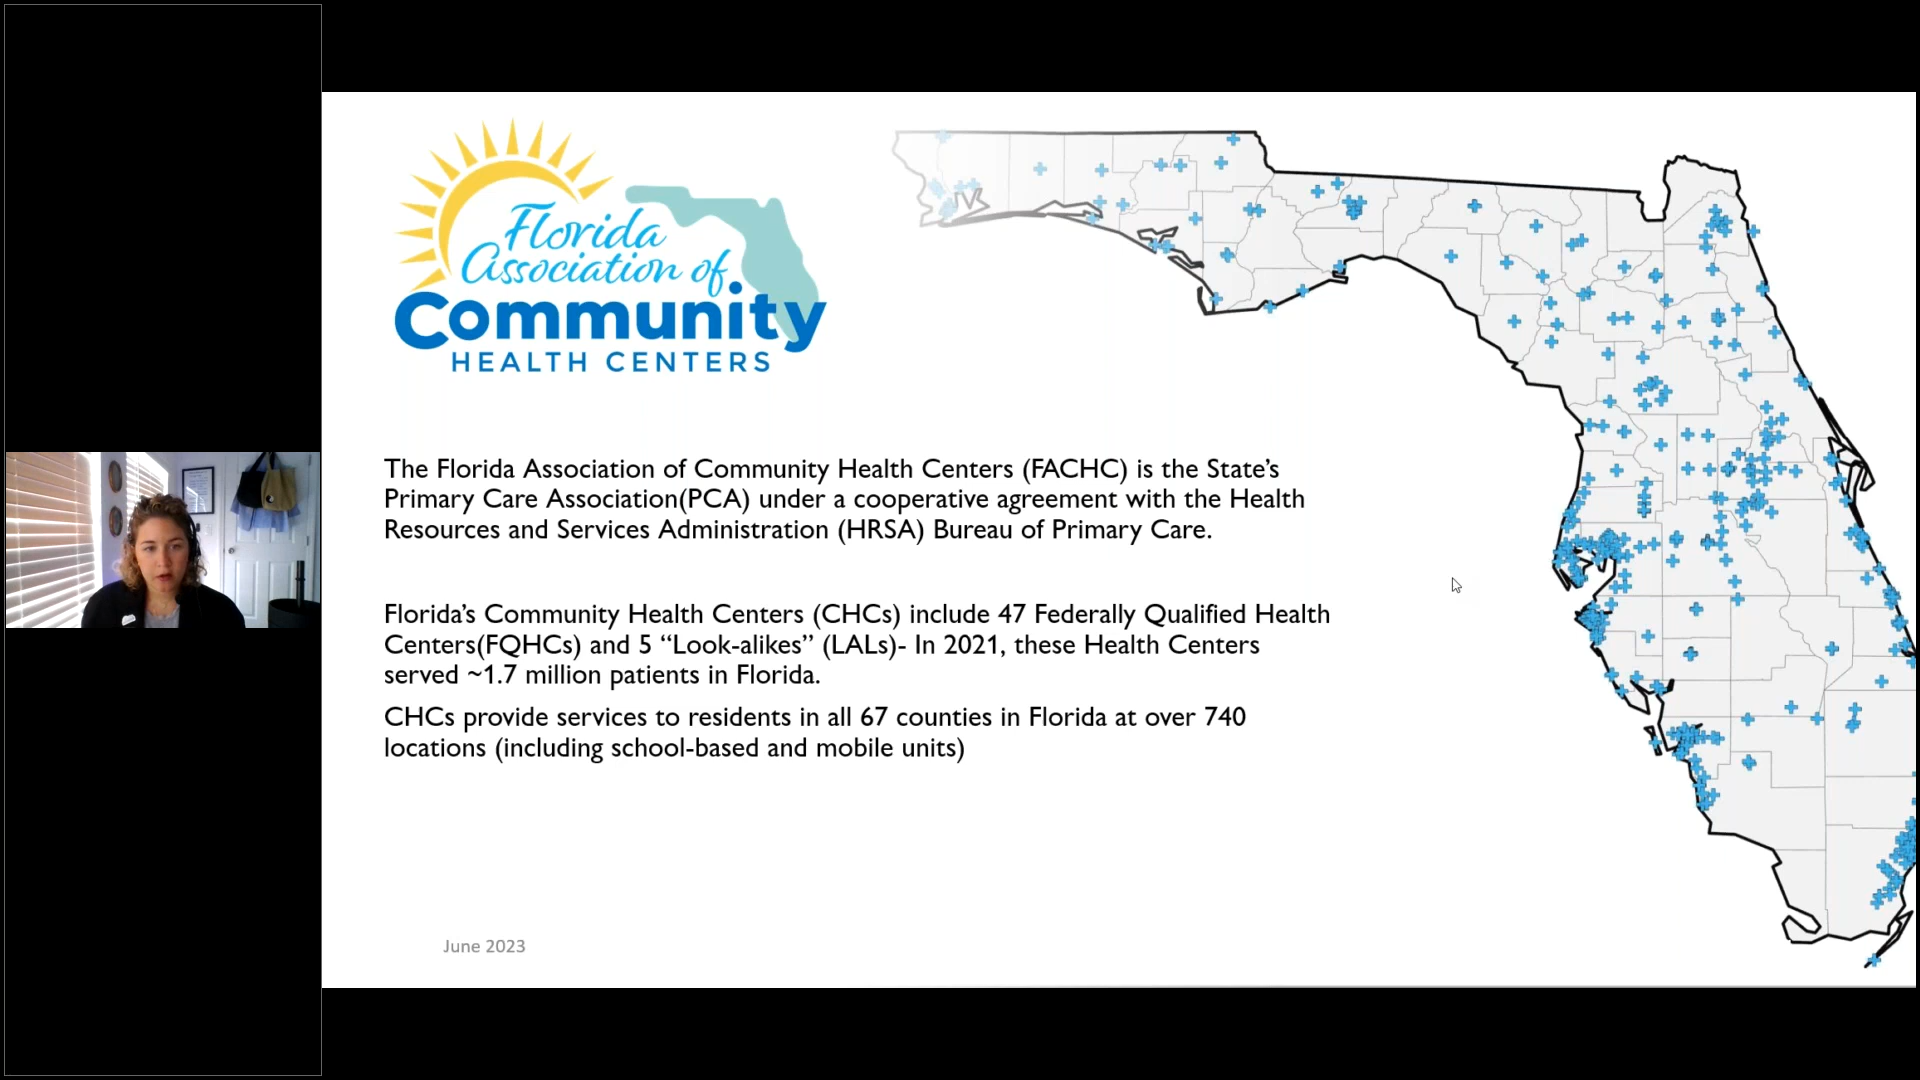 Florida
Association of
Community
HEALTH CENTERS
The Florida Association of Community Health Centers (FACHC) is the State’s
Primary Care Association(PCA) under a cooperative agreement with the Health
Resources and Services Administration (HRSA) Bureau of Primary Care.
Florida’s Community Health Centers (CHCs) include 47 Federally Qualified Health
Centers(FQHCs) and 5 “Look-alikes” (LALs)- In 2021, these Health Centers
served ~1.7 million patients in Florida.
CHCs provide services to residents in all 67 counties in Florida at over 740
locations (including school-based and mobile units)
June 2023